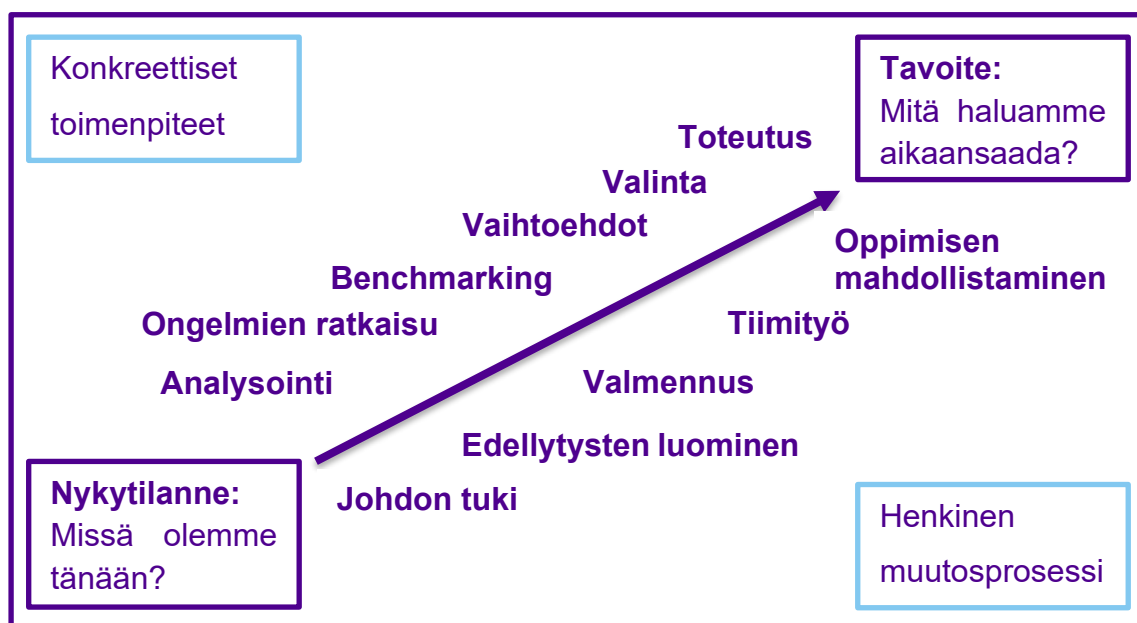 Konkreettiset
toimenpiteet
Tavoite:
Mitä haluamme
aikaansaada?
Toteutus
Valinta
Vaihtoehdot
Benchmarking
Ongelmien ratkaisu
Analysointi
Oppimisen
mahdollistaminen
Tiimityö
Valmennus
Edellytysten luominen
Johdon tuki
Nykytilanne:
Missä olemme
tänään?
Henkinen
muutosprosessi